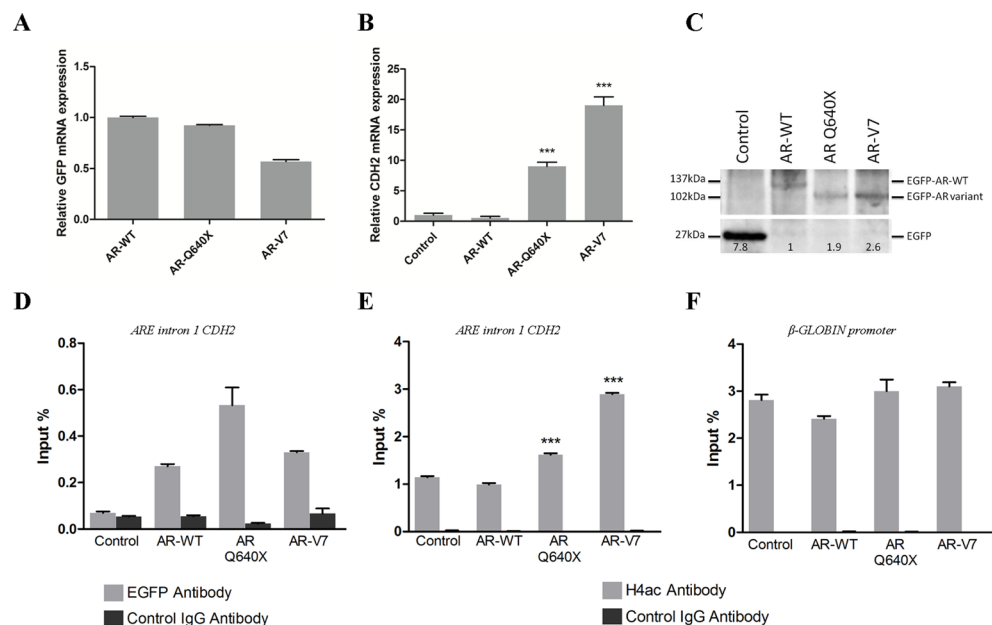 A
Relative GFP mRNA expression
1.5
1.0
0.5
0.0
AR-WT
AR-Q640X
AR-V7
B
Relative CDH2 mRNA expression
25
20
15
10
5
0
***
***
Control
AR-WT
AR-Q640X
AR-V7
C
Control
AR-WT
AR Q640X
AR-V7
137kDa
EGFP-AR-WT
102kDa
EGFP-AR variant
27kDa
EGFP
7.8 1 1.9 2.6
D
ARE intron 1 CDH2
Input %
0.8
0.6
0.4
0.2
0.0
Control AR-WT AR Q640X AR-V7
EGFP Antibody
Control IgG Antibody
E
ARE intron 1 CDH2
Input %
4
3
2
1
0
***
***
Control AR-WT AR Q640X AR-V7
F
β-GLOBIN promoter
Input %
4
3
2
1
0
Control AR-WT AR Q640X AR-V7
H4ac Antibody
Control IgG Antibody